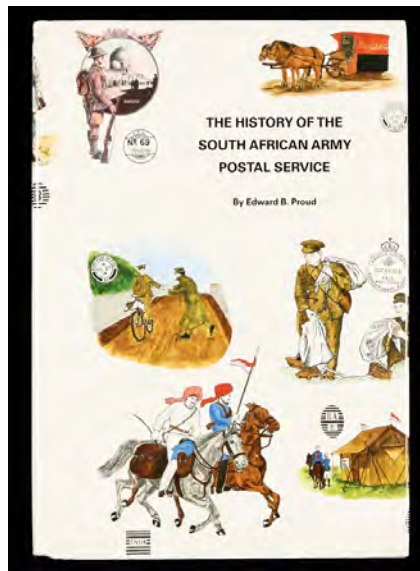 THE HISTORY OF THE
SOUTH AFRICAN ARMY
POSTAL SERVICE
By Edward B. Proud
No 69